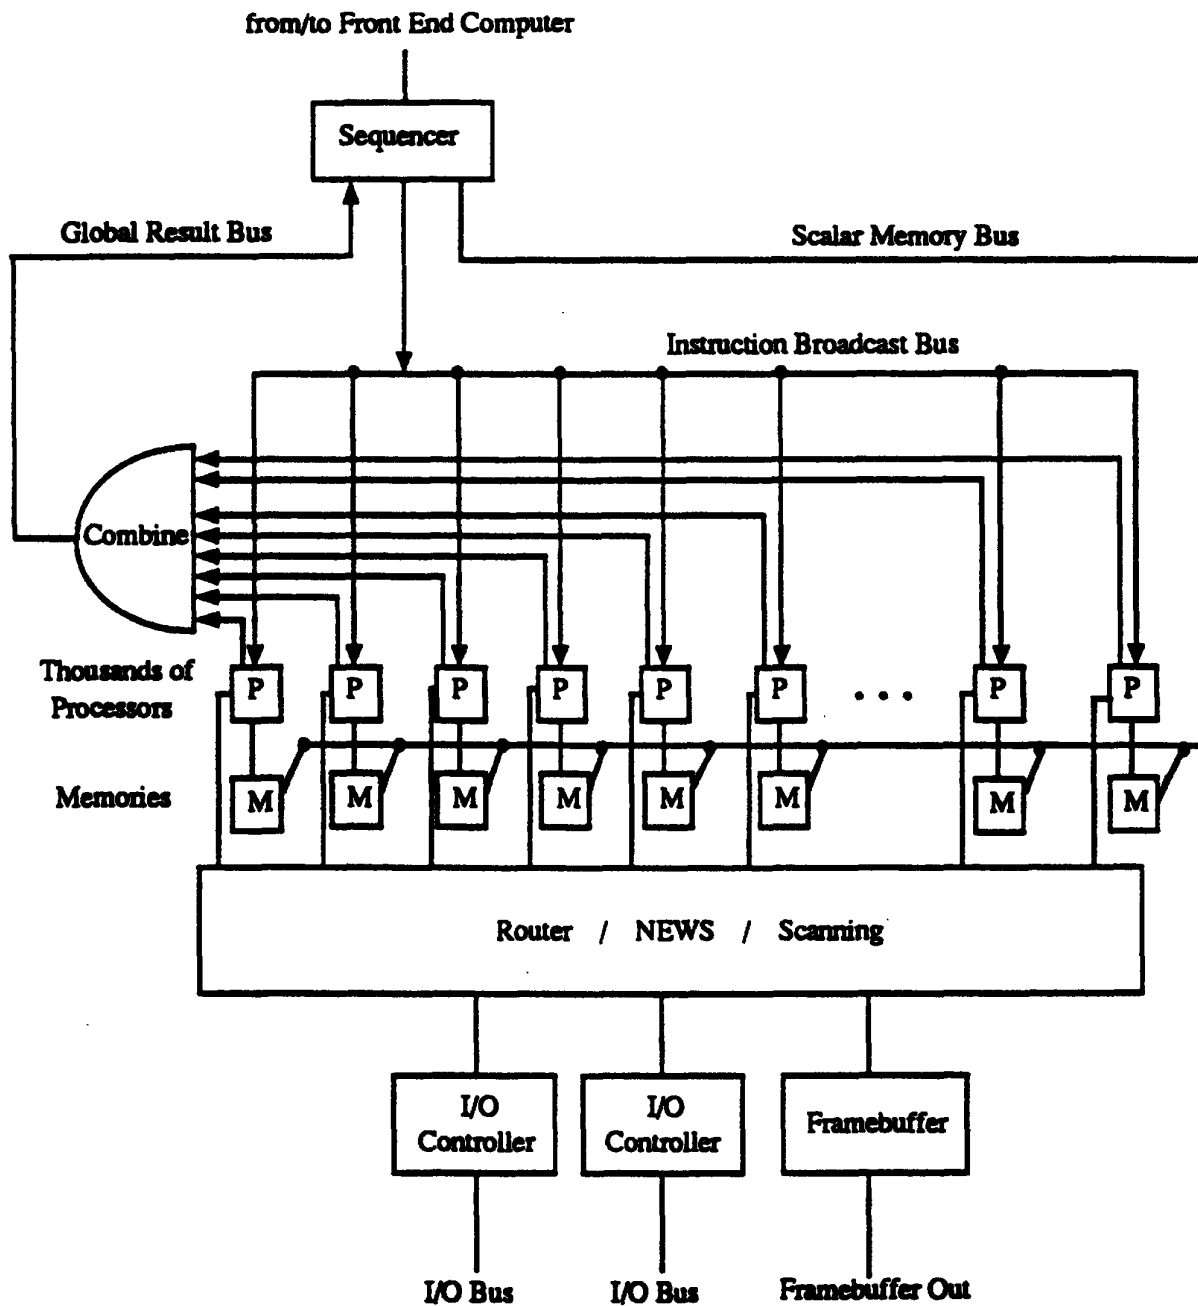 from/to Front End Computer
Sequencer
Global Result Bus
Scalar Memory Bus
Instruction Broadcast Bus
Combine
Thousands of
Processors
P P P P P P . . . P P
Memories
M M M M M M M M
Router / NEWS / Scanning
I/O
Controller
I/O
Controller
Framebuffer
I/O Bus
I/O Bus
Framebuffer Out